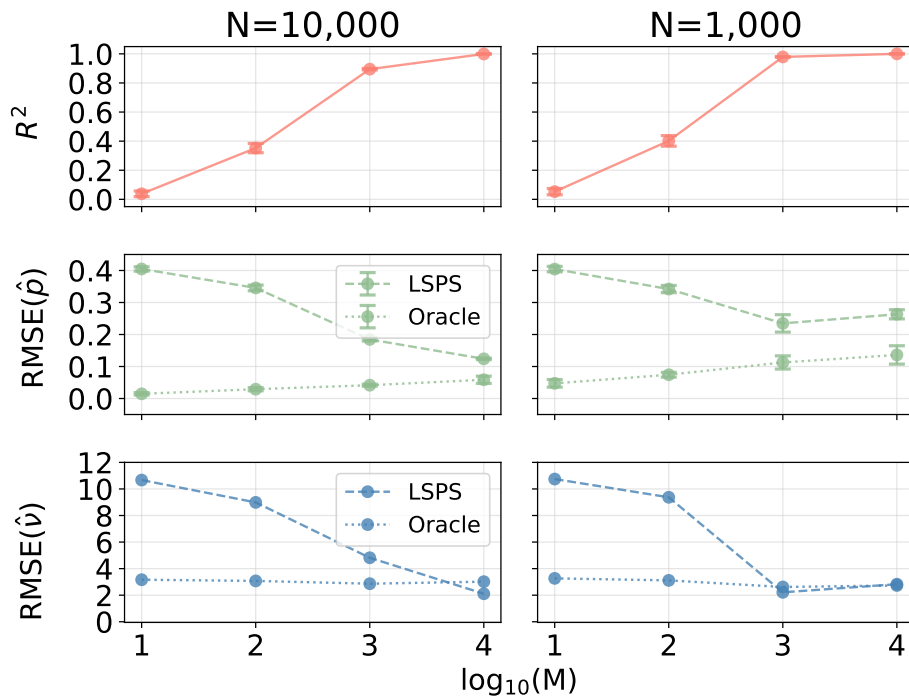 N=10,000
N=1,000
R²
1.0
0.8
0.6
0.4
0.2
0.0
RMSE(p̂)
0.4
0.3
0.2
0.1
0.0
LSPS
Oracle
RMSE(ν̂)
12
10
8
6
4
2
0
LSPS
Oracle
1 2 3 4
1 2 3 4
log₁₀(M)